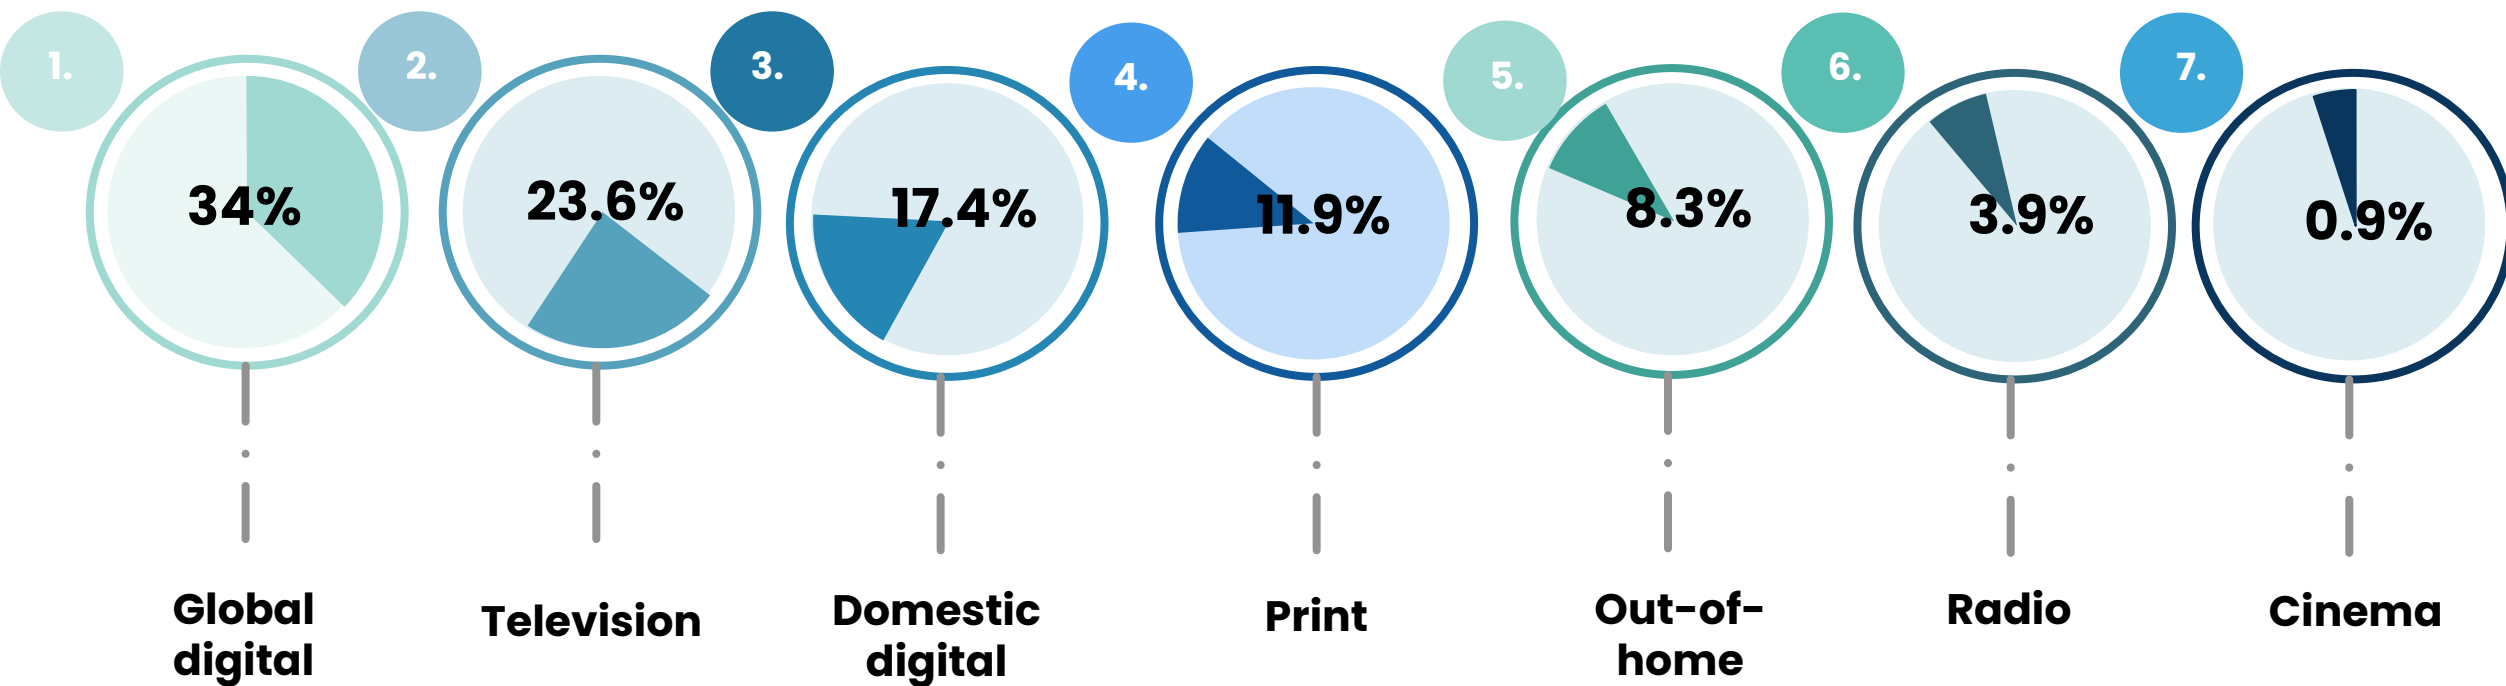 1.
34%
Global
digital
2.
23.6%
Television
3.
17.4%
Domestic
digital
4.
11.9%
Print
5.
8.3%
Out-of-
home
6.
3.9%
Radio
7.
0.9%
Cinema